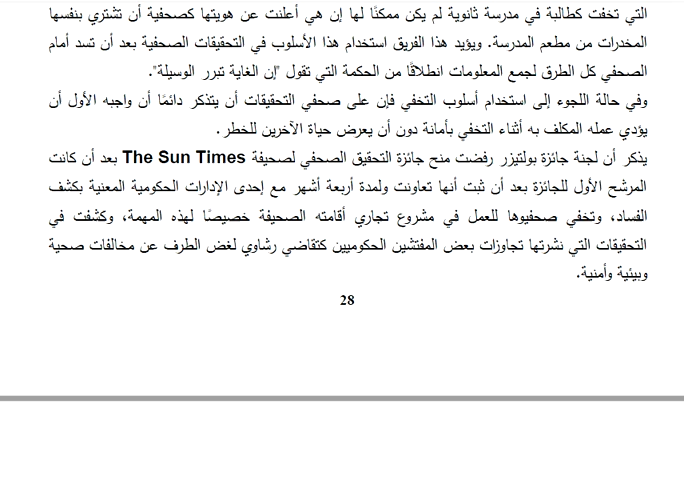 التي تخفت كطالبة في مدرسة ثانوية لم يكن ممكنًا لها إن هي أعلنت عن هويتها كصحفية أن تشتري بنفسها
المخدرات من مطعم المدرسة. ويؤيد هذا الفريق استخدام هذا الأسلوب في التحقيقات الصحفية بعد أن تسد أمام
الصحفي كل الطرق لجمع المعلومات انطلاقًا من الحكمة التي تقول "إن الغاية تبرر الوسيلة".
وفي حالة اللجوء إلى استخدام أسلوب التخفي فإن على صحفي التحقيقات أن يتذكر دائمًا أن واجبه الأول أن
يؤدي عمله المكلف به أثناء التخفي بأمانة دون أن يعرض حياة الآخرين للخطر.
يذكر أن لجنة جائزة بولتيزر رفضت منح جائزة التحقيق الصحفي لصحيفة The Sun Times بعد أن كانت
المرشح الأول للجائزة بعد أن ثبت أنها تعاونت ولمدة أربعة أشهر مع إحدى الإدارات الحكومية المعنية بكشف
الفساد، وتخفي صحفيوها للعمل في مشروع تجاري أقامته الصحيفة خصيصًا لهذه المهمة، وكشفت في
التحقيقات التي نشرتها تجاوزات بعض المفتشين الحكوميين كتقاضي رشاوي لغض الطرف عن مخالفات صحية
وبيئية وأمنية.
28